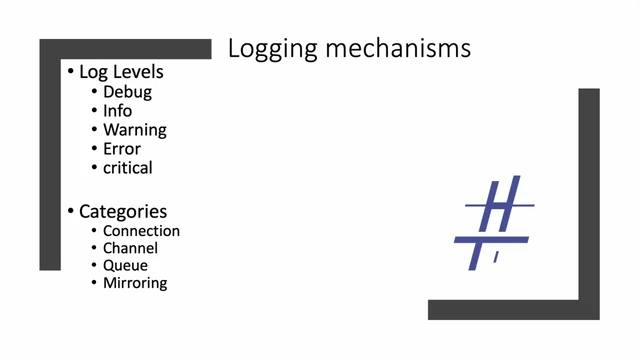 Logging mechanisms
• Log Levels
• Debug
• Info
• Warning
• Error
• critical
• Categories
• Connection
• Channel
• Queue
• Mirroring